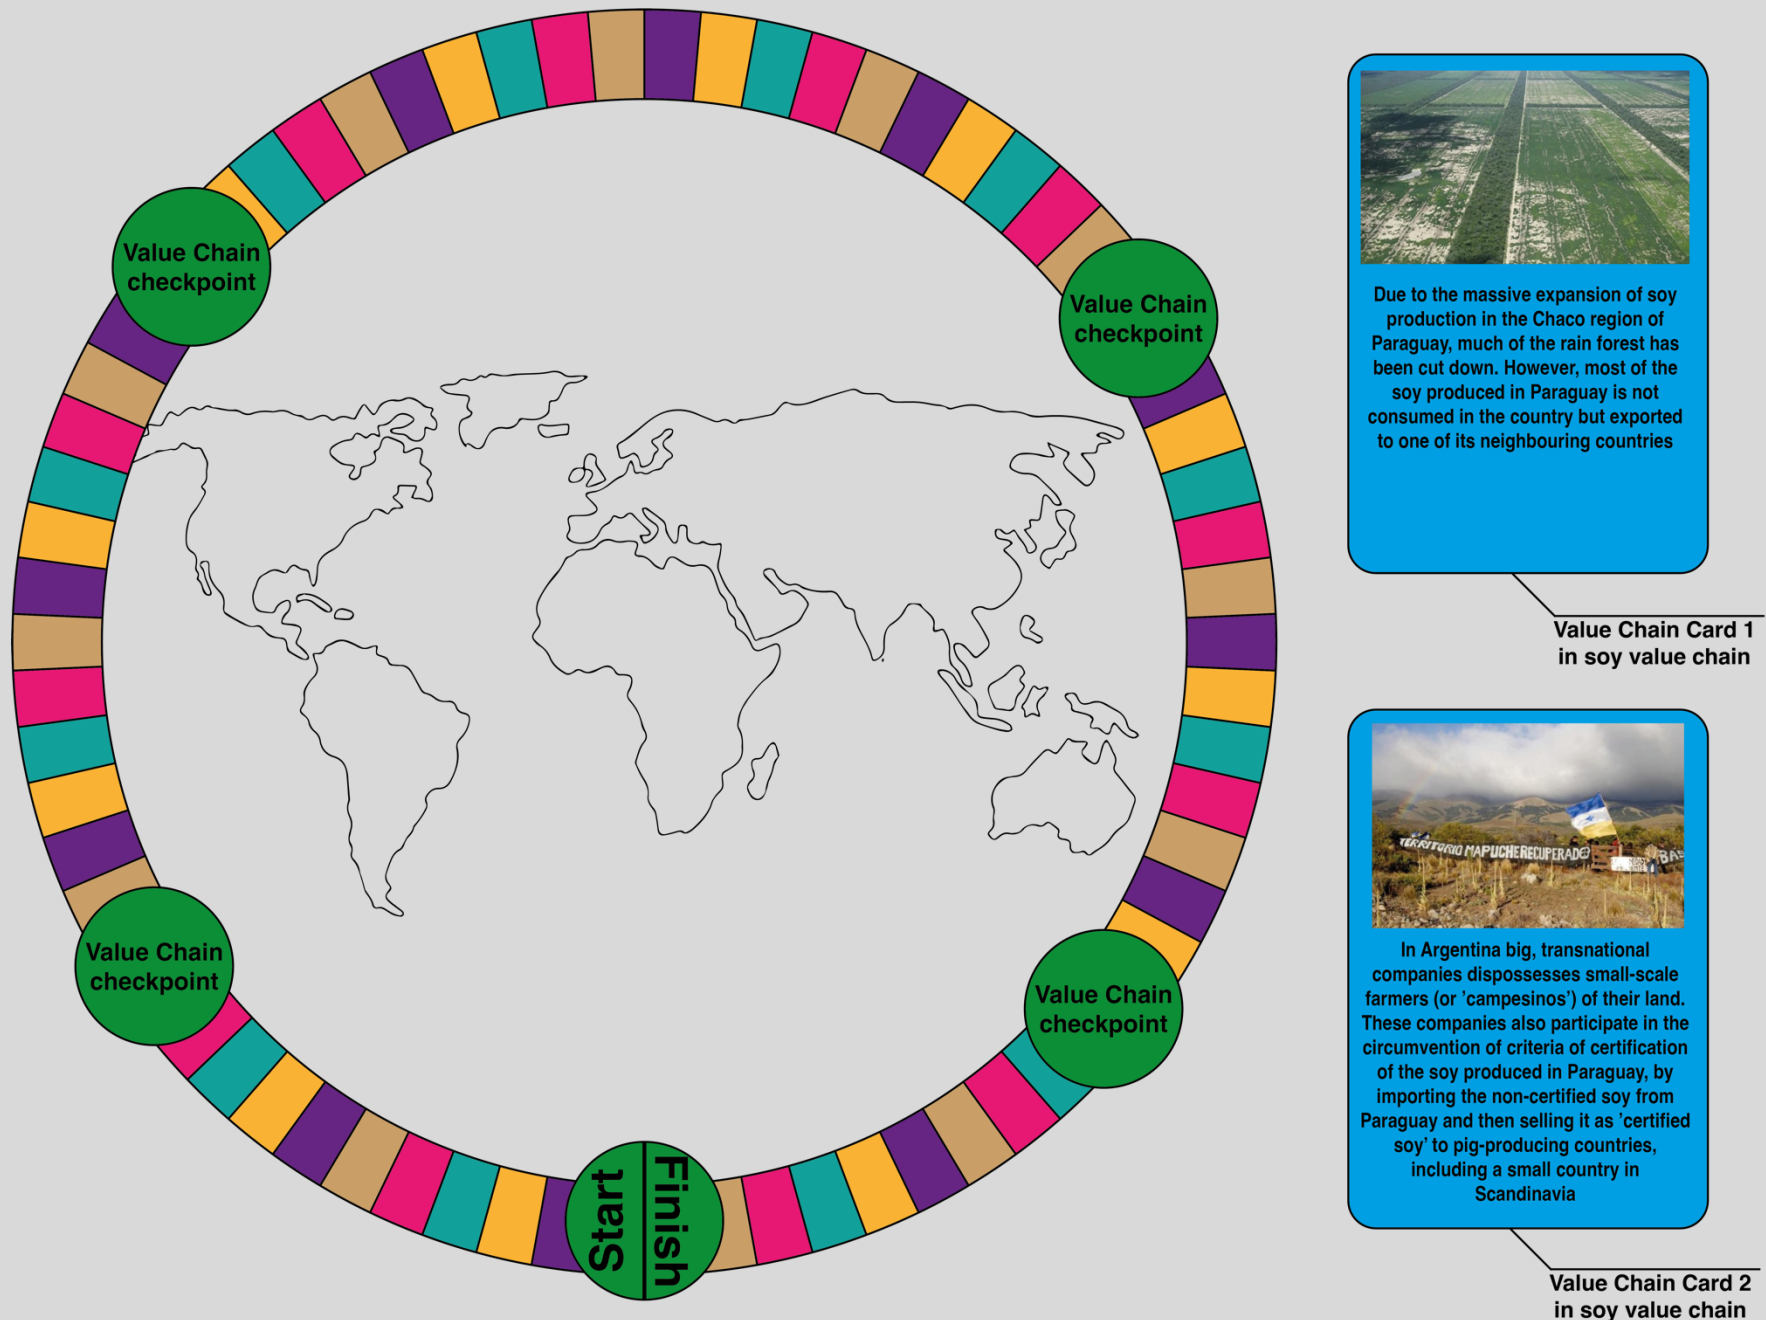 Value Chain
checkpoint
Value Chain
checkpoint
Value Chain
checkpoint
Value Chain
checkpoint
Start
Finish
Due to the massive expansion of soy
production in the Chaco region of
Paraguay, much of the rain forest has
been cut down. However, most of the
soy produced in Paraguay is not
consumed in the country but exported
to one of its neighbouring countries
Value Chain Card 1
in soy value chain
TERRITORIO MAPUCHE RECUPERADO
BAS
In Argentina big, transnational
companies dispossesses small-scale
farmers (or 'campesinos') of their land.
These companies also participate in the
circumvention of criteria of certification
of the soy produced in Paraguay, by
importing the non-certified soy from
Paraguay and then selling it as 'certified
soy' to pig-producing countries,
including a small country in
Scandinavia
Value Chain Card 2
in soy value chain